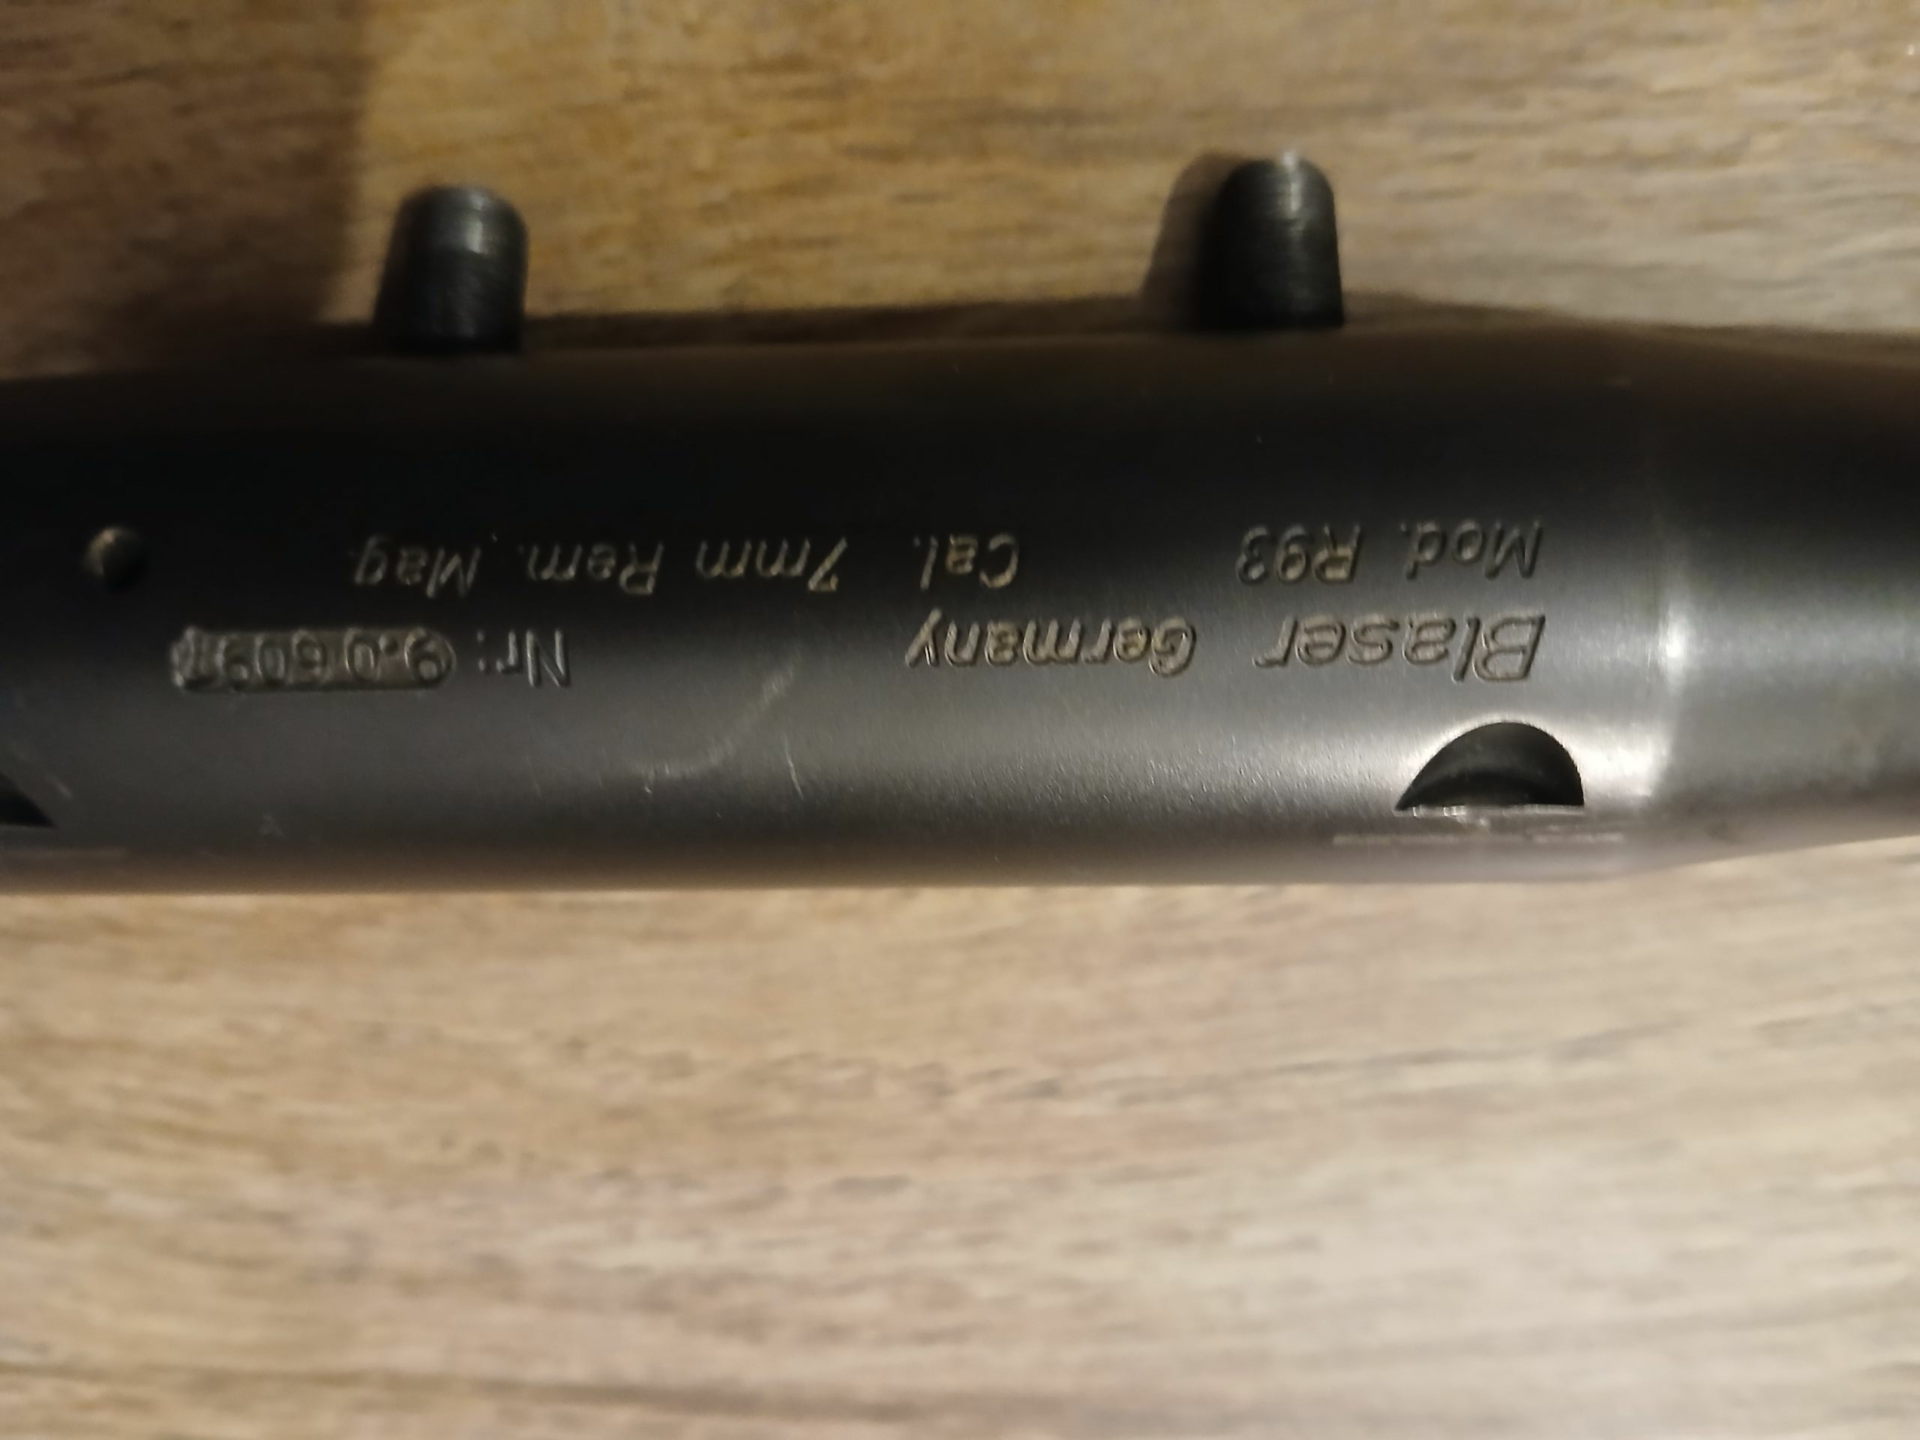 Blaser Germany Nr:
Mod. R93 Cal. 7mm Rem. Mag.